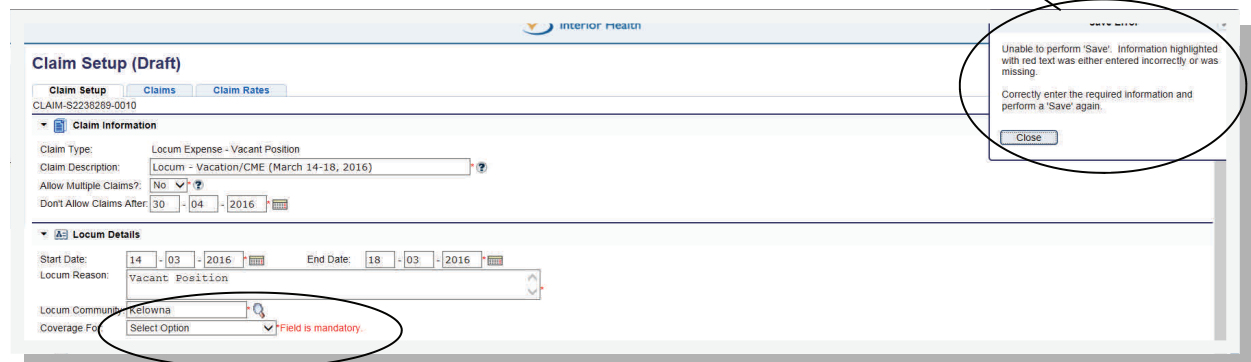 Interior Health
Save Error
Unable to perform 'Save'. Information highlighted
with red text was either entered incorrectly or was
missing.
Correctly enter the required information and
perform a 'Save' again.
Close
Claim Setup (Draft)
Claim Setup Claims Claim Rates
CLAIM-S2238289-0010
Claim Information
Claim Type: Locum Expense - Vacant Position
Claim Description: Locum - Vacation/CME (March 14-18, 2016) *
Allow Multiple Claims?: No *
Don't Allow Claims After: 30 - 04 - 2016 *
Locum Details
Start Date: 14 - 03 - 2016 * End Date: 18 - 03 - 2016 *
Locum Reason: Vacant Position *
Locum Community: Kelowna *
Coverage For: Select Option *Field is mandatory.